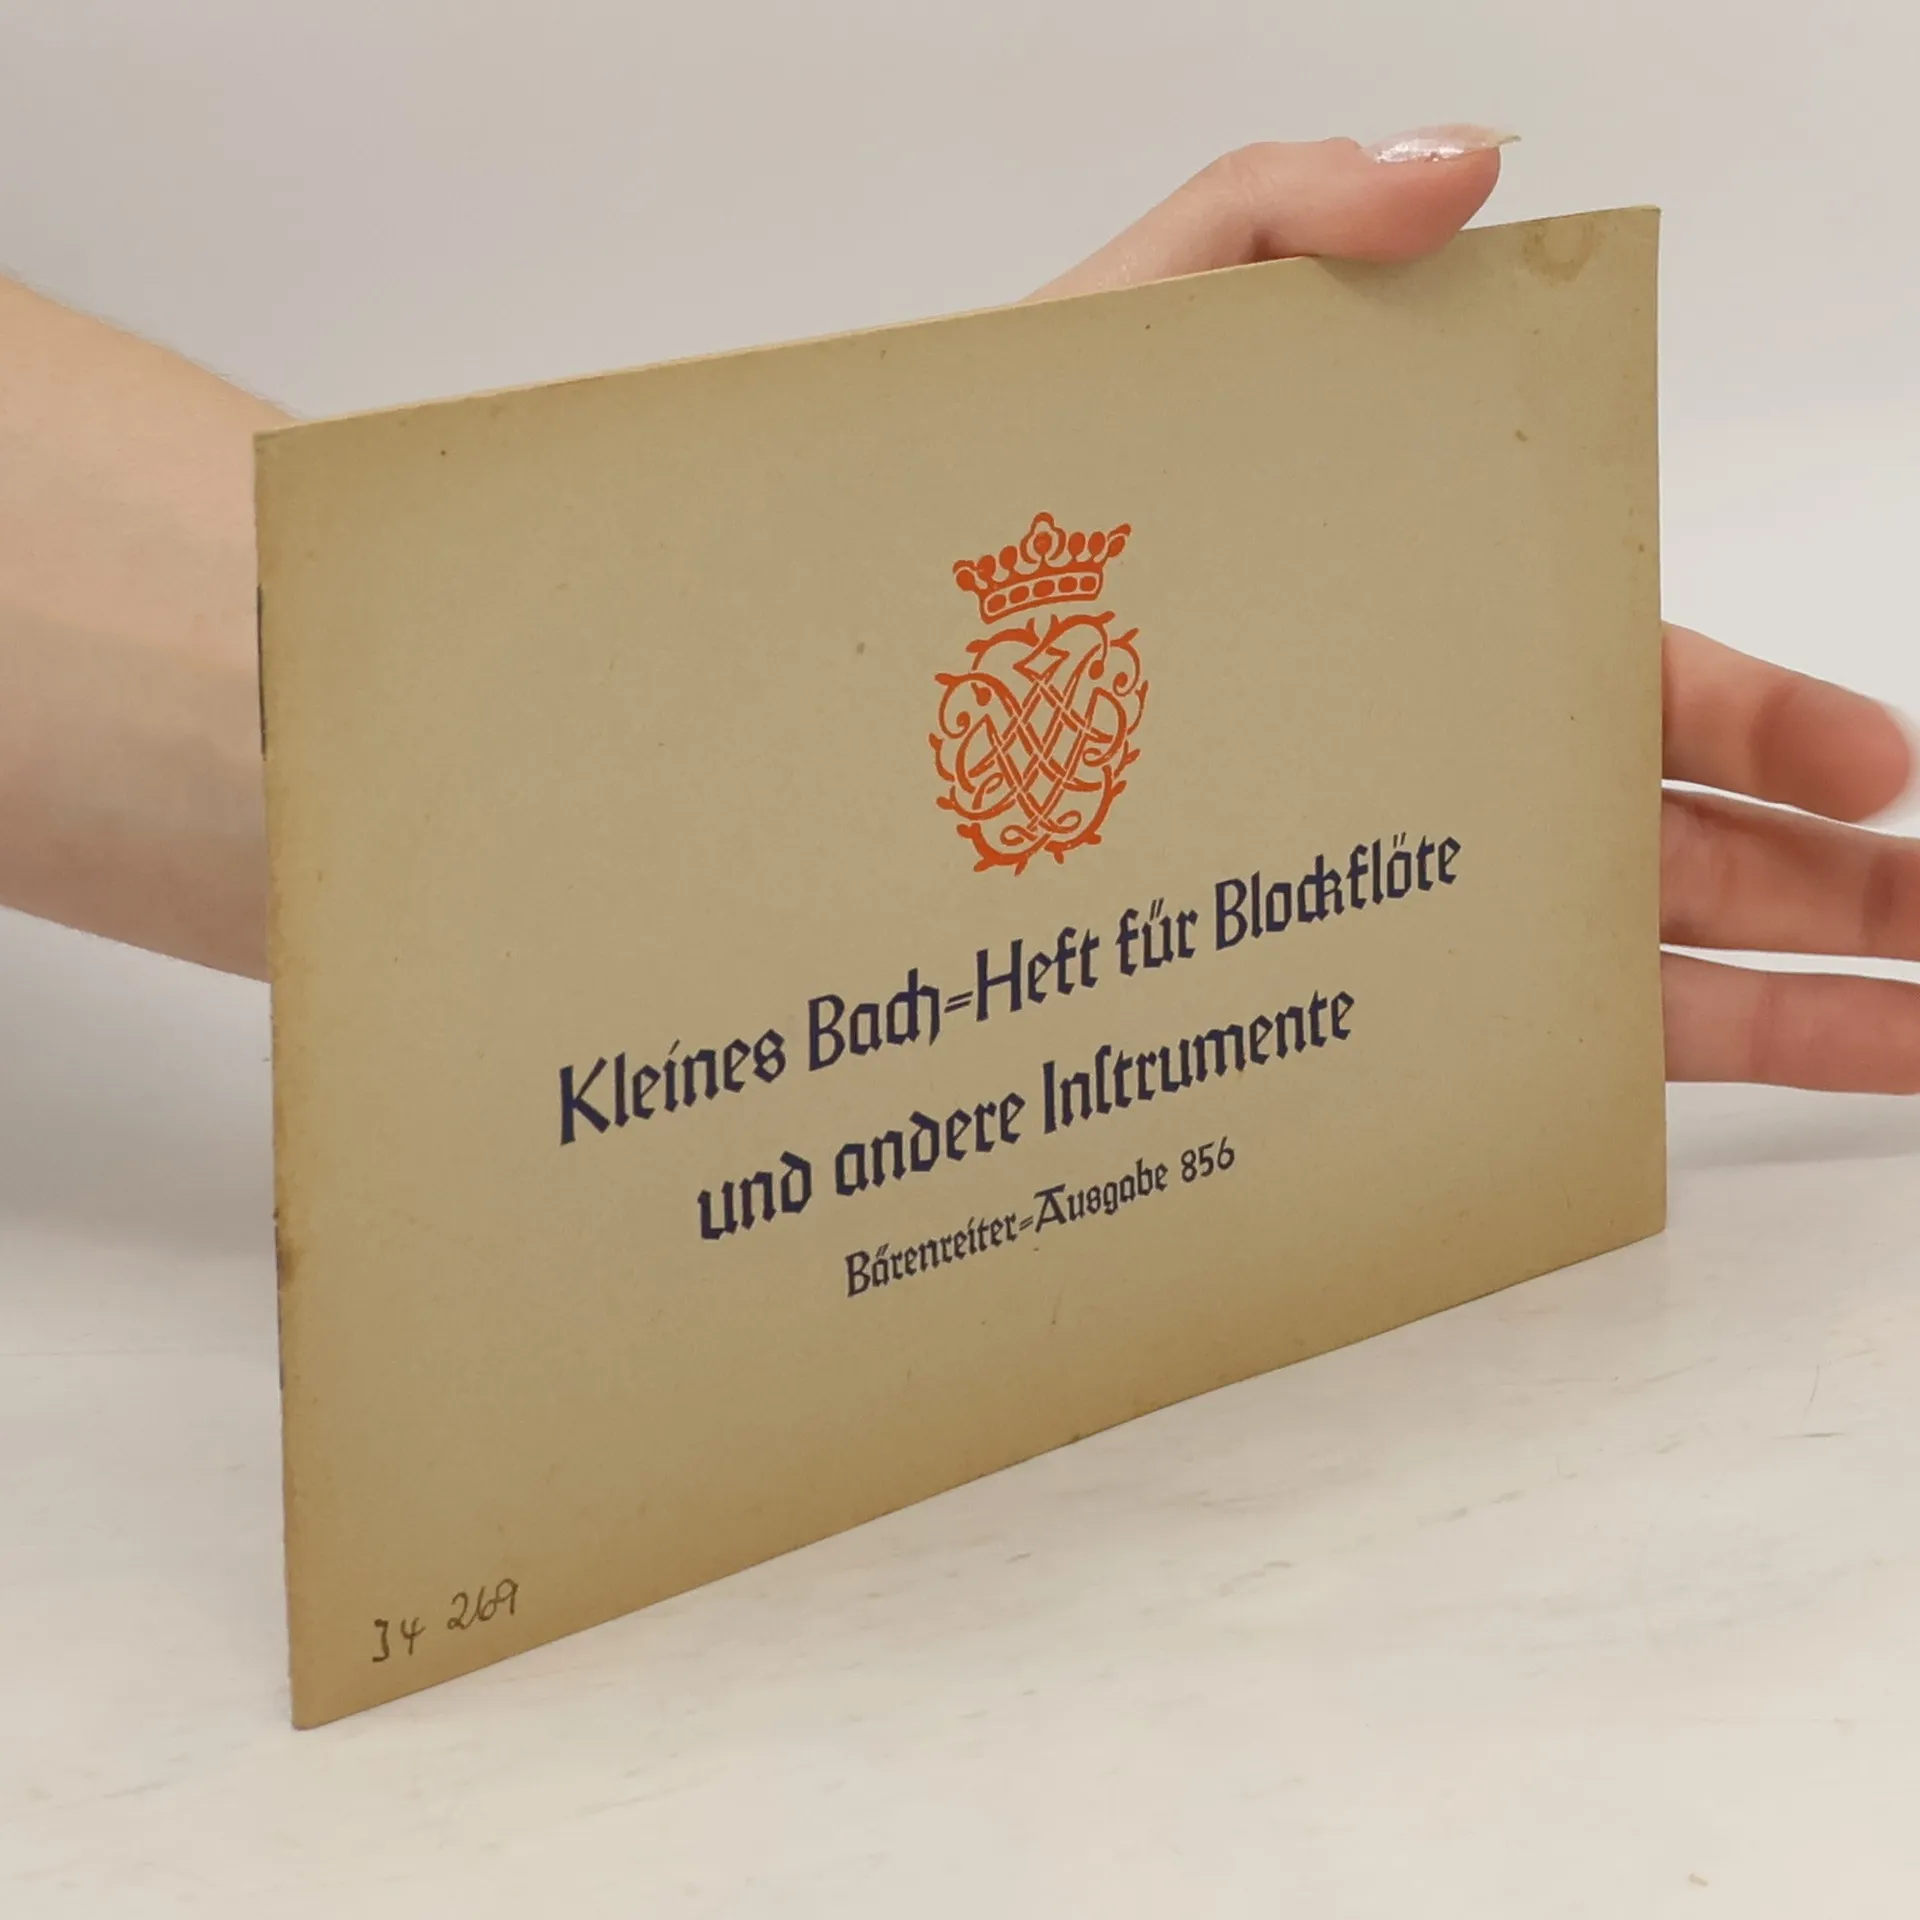 Kleines Bach=Heft für Blockflöte
und andere Inſtrumente
Bärenreiter=Ausgabe 856
34 269